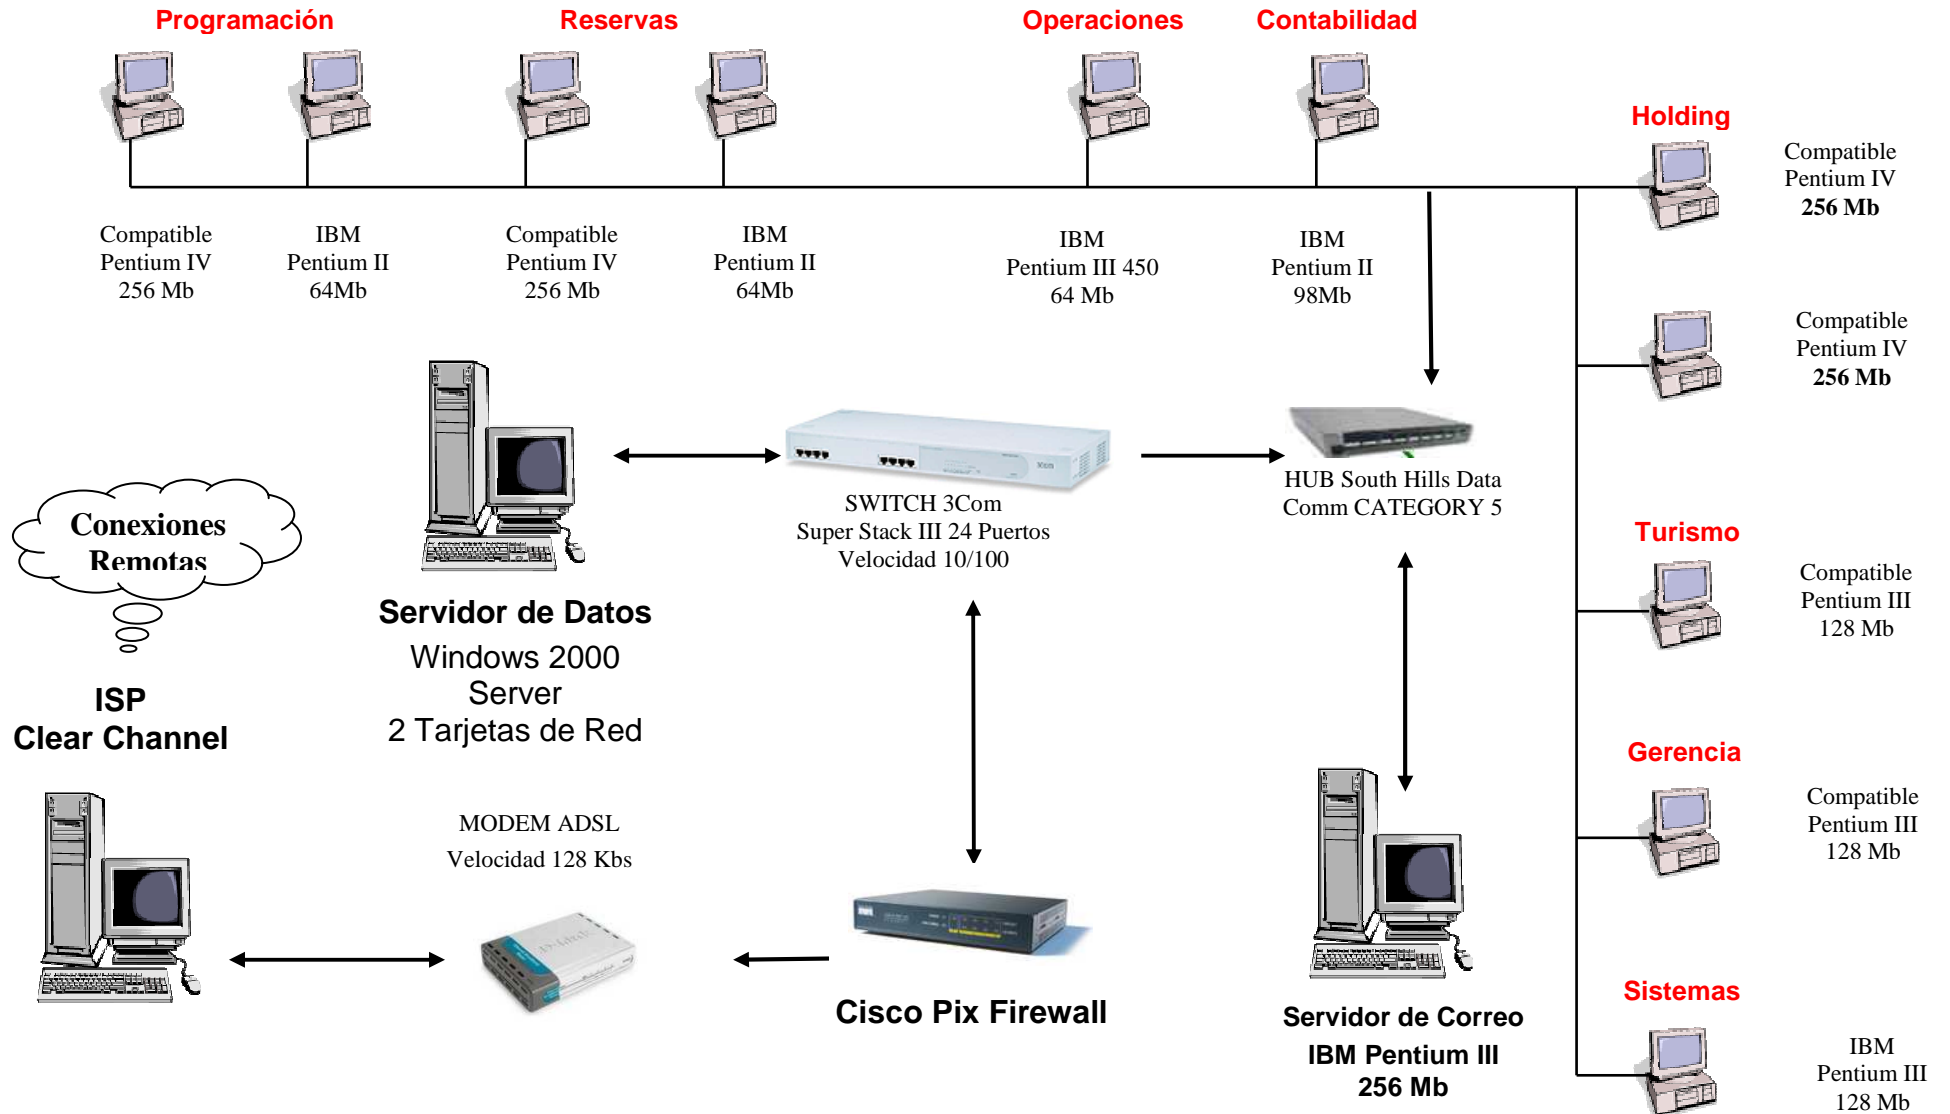 Programación
Reservas
Operaciones
Contabilidad
Holding
Compatible
Pentium IV
256 Mb
Compatible
Pentium IV
256 Mb
IBM
Pentium II
64Mb
Compatible
Pentium IV
256 Mb
IBM
Pentium II
64Mb
IBM
Pentium III 450
64 Mb
IBM
Pentium II
98Mb
Compatible
Pentium IV
256 Mb
SWITCH 3Com
Super Stack III 24 Puertos
Velocidad 10/100
HUB South Hills Data
Comm CATEGORY 5
Conexiones
Remotas
Turismo
Compatible
Pentium III
128 Mb
Servidor de Datos
Windows 2000
Server
2 Tarjetas de Red
ISP
Clear Channel
Gerencia
Compatible
Pentium III
128 Mb
MODEM ADSL
Velocidad 128 Kbs
Cisco Pix Firewall
Servidor de Correo
IBM Pentium III
256 Mb
Sistemas
IBM
Pentium III
128 Mb